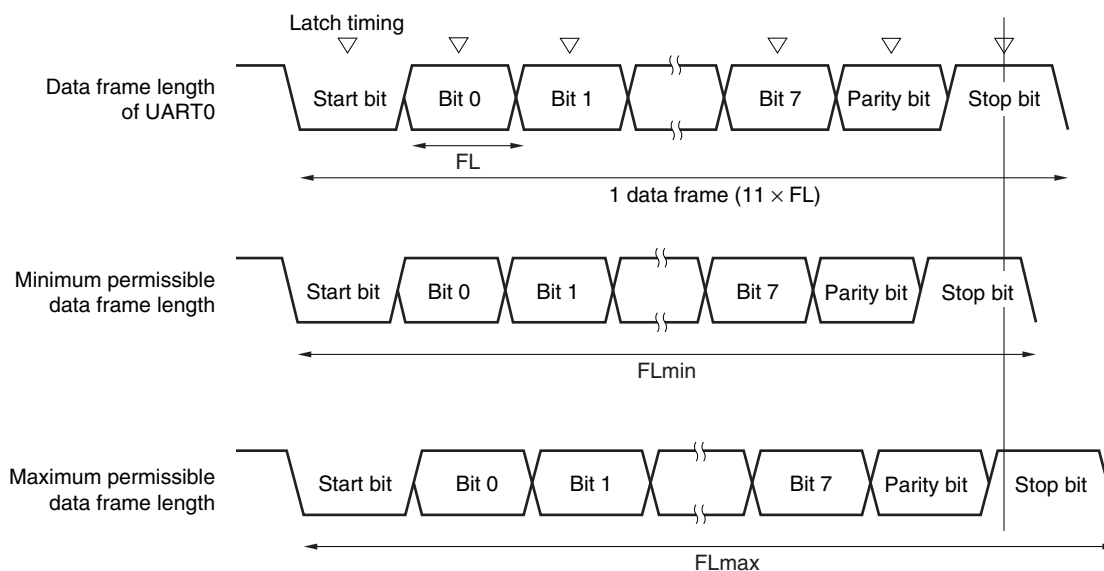 Latch timing
Data frame length
of UART0
Start bit
Bit 0
Bit 1
Bit 7
Parity bit
Stop bit
FL
1 data frame (11 × FL)
Minimum permissible
data frame length
Start bit
Bit 0
Bit 1
Bit 7
Parity bit
Stop bit
FLmin
Maximum permissible
data frame length
Start bit
Bit 0
Bit 1
Bit 7
Parity bit
Stop bit
FLmax